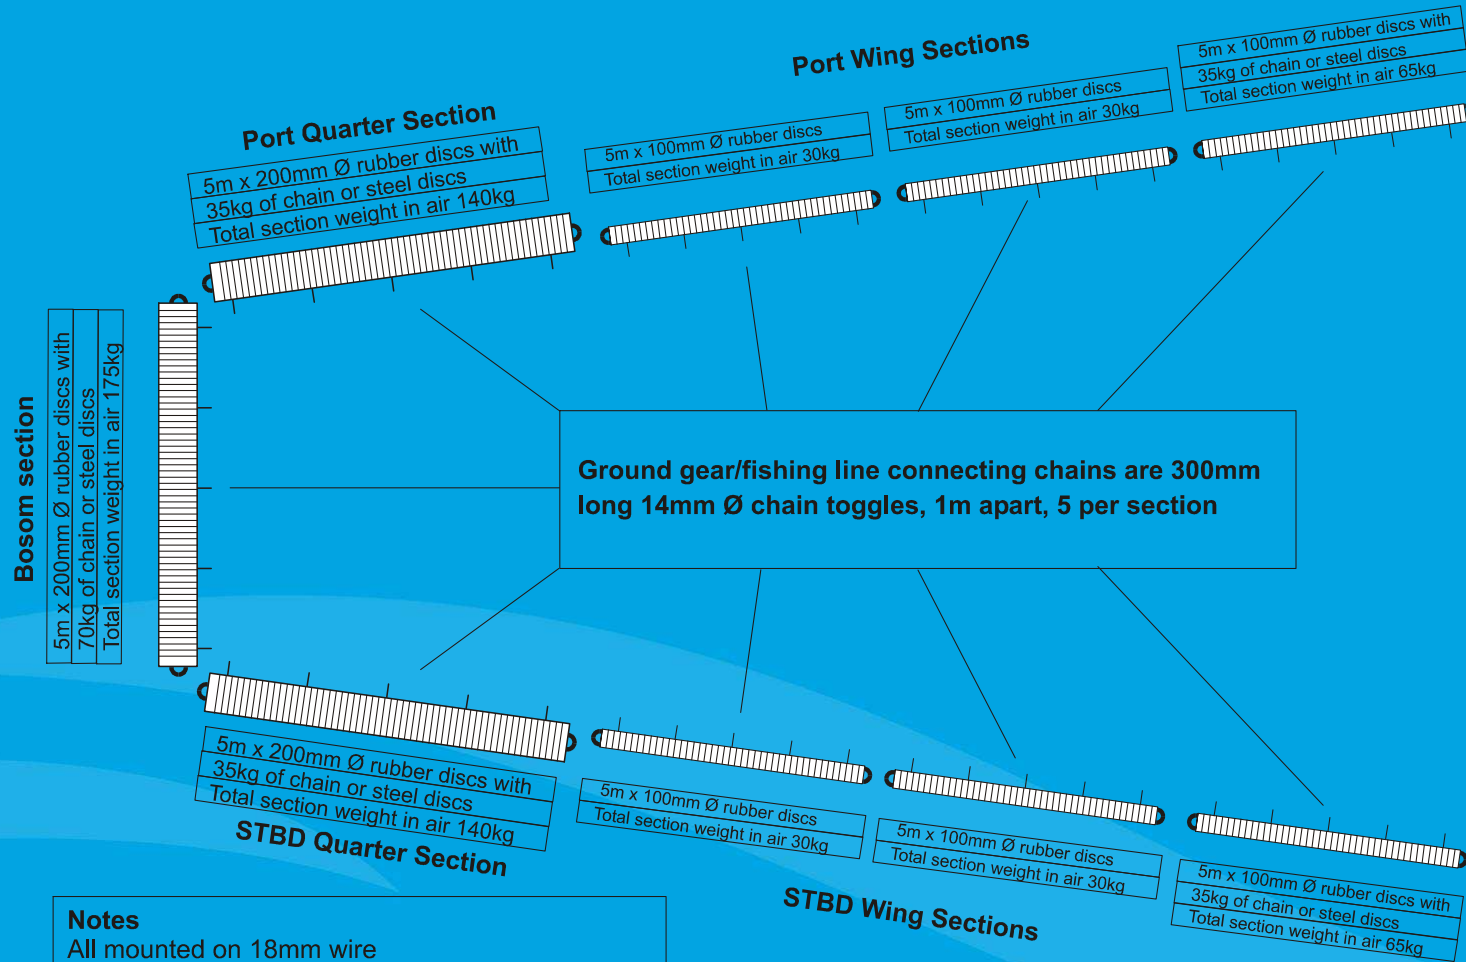 Port Wing Sections
5m x 100mm Ø rubber discs with
35kg of chain or steel discs
Total section weight in air 65kg
5m x 100mm Ø rubber discs
Total section weight in air 30kg
5m x 100mm Ø rubber discs
Total section weight in air 30kg
Port Quarter Section
5m x 200mm Ø rubber discs with
35kg of chain or steel discs
Total section weight in air 140kg
Bosom section
5m x 200mm Ø rubber discs with
70kg of chain or steel discs
Total section weight in air 175kg
Ground gear/fishing line connecting chains are 300mm
long 14mm Ø chain toggles, 1m apart, 5 per section
5m x 200mm Ø rubber discs with
35kg of chain or steel discs
Total section weight in air 140kg
STBD Quarter Section
5m x 100mm Ø rubber discs
Total section weight in air 30kg
5m x 100mm Ø rubber discs
Total section weight in air 30kg
5m x 100mm Ø rubber discs with
35kg of chain or steel discs
Total section weight in air 65kg
STBD Wing Sections
Notes
All mounted on 18mm wire